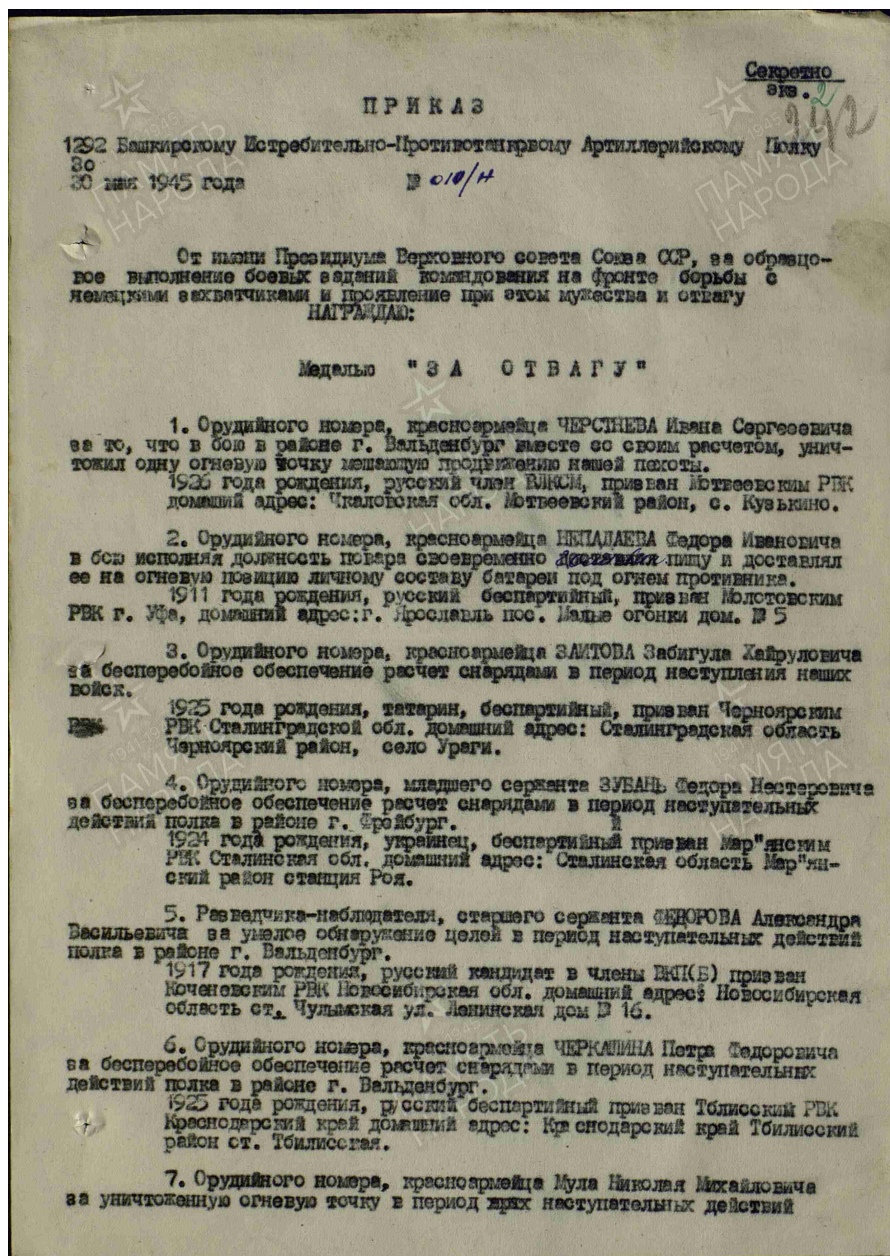 Секретно
экз. 2
242
П Р И К А З
1292 Башкирскому Истребительно-Противотанкрвому Артиллерийскому Полку
30
30 мая 1945 года № 010/н
От имени Президиума Верховного совета Союза ССР, за образцо-
вое выполнение боевых заданий командования на фронте борьбы с
немецкими захватчиками и проявление при этом мужества и отвагу
НАГРАЖДАЮ:
Медалью "З А О Т В А Г У"
1. Орудийного номера, красноармейца ЧЕРСТНЕВА Ивана Сергеевича
за то, что в бою в районе г. Вальденбург вместе со своим расчетом, унич-
тожил одну огневую точку мешающую продвижению нашей пехоты.
1926 года рождения, русский член ВЛКСМ, призван Мотвеевским РВК
домаший адрес: Чкаловская обл. Мотвеевский район, с. Кузькино.
2. Орудийного номера, красноармейца НЕПАДАЕВА Федора Ивановича
в бою исполняя должность повара своевременно пищу и доставлял
ее на огневую позицию личному составу батареи под огнем противника.
1911 года рождения, русский беспартийный, призван Молотовским
РВК г. Уфа, домашний адрес:г. Ярославль пос. Малые огонки дом. № 5
3. Орудийного номера, красноармейца ЗАИТОВА Забигула Хайруловича
за бесперебойное обеспечение расчет снарядами в период наступления наших
войск.
1925 года рождения, татарин, беспартийный, призван Черноярским
РВК Сталинградской обл. домашний адрес: Сталинградская область
Черноярский район, село Ураги.
4. Орудийного номера, младшего сержанта ЗУБАНЬ Федора Нестеровича
за бесперебойное обеспечение расчет снарядами в период наступательных
действий полка в районе г. Фрейбург.
1924 года рождения, украинец, беспартийный призван Мар"янским
РВК Сталинская обл. домашний адрес: Сталинская область Мар"ян-
ский район станция Роя.
5. Разведчика-наблюдателя, старшего сержанта ФЕДОРОВА Александра
Васильевича за умелое обнаружение целей в период наступательных действий
полка в районе г. Вальденбург.
1917 года рождения, русский кандидат в члены ВКП(Б) призван
Коченевским РВК Новосибирская обл. домашний адрес: Новосибирская
область ст. Чулымская ул. Ленинская дом № 16.
6. Орудийного номера, красноармейца ЧЕРКАЛИНА Петра Федоровича
за бесперебойное обеспечение расчет снарядами в период наступательных
действий полка в районе г. Вальденбург.
1925 года рождения, русский беспартийный призван Тблисский РВК
Краснодарский край домашний адрес: Краснодарский край Тбилисский
район ст. Тбилисская.
7. Орудийного номера, красноармейца Мула Николая Михайловича
за уничтоженную огневую точку в период наступательных действий